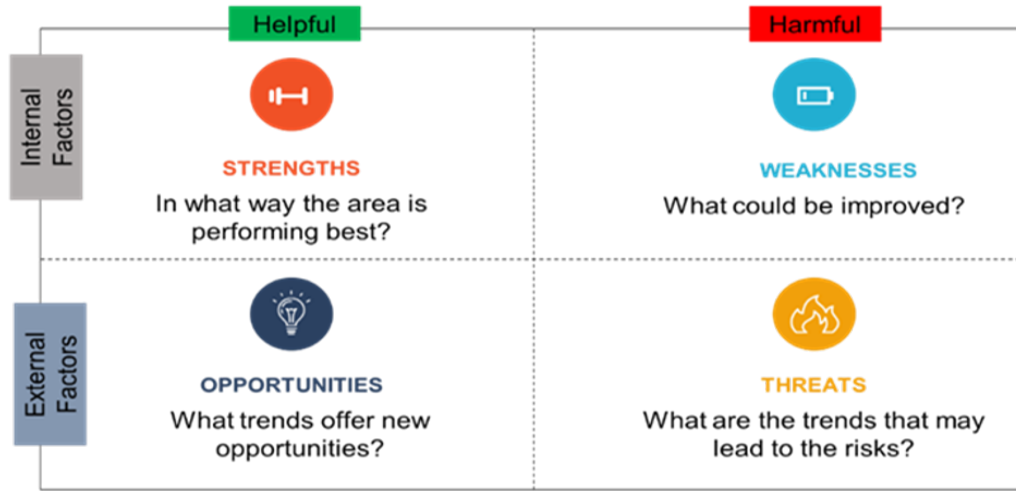 Helpful
Harmful
Internal
Factors
STRENGTHS
In what way the area is
performing best?
WEAKNESSES
What could be improved?
External
Factors
OPPORTUNITIES
What trends offer new
opportunities?
THREATS
What are the trends that may
lead to the risks?